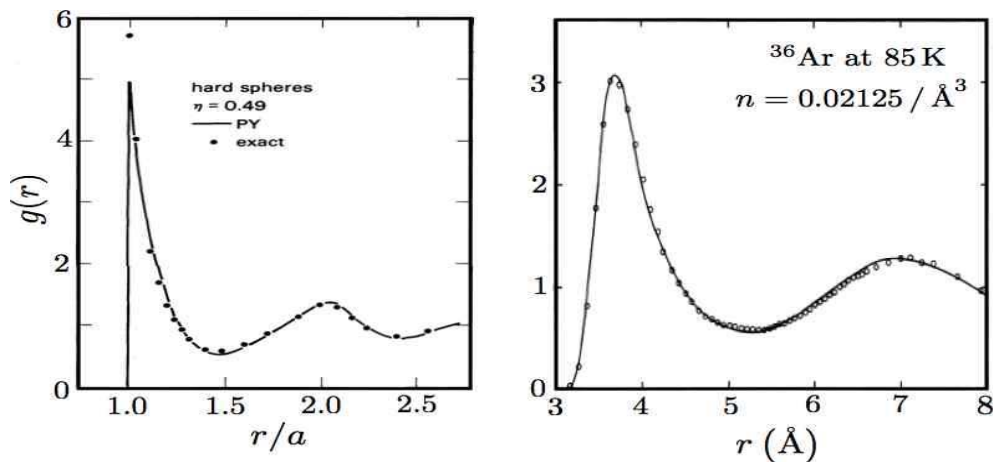 6
4
2
0
g(r)
hard spheres
η = 0.49
— PY
• exact
1.0 1.5 2.0 2.5
r/a
3
2
1
0
³⁶Ar at 85 K
n = 0.02125 / Å³
3 4 5 6 7 8
r (Å)